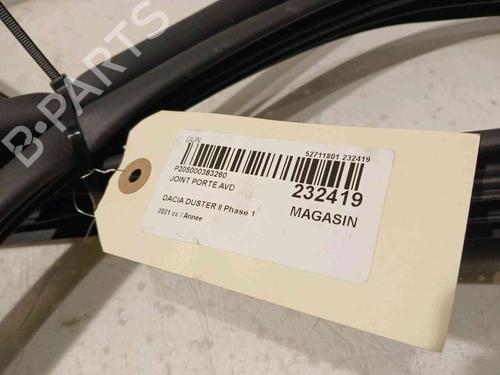 B-PARTS
DUN
52711801 232419
P205000383260
JOINT PORTE AVD
232419
DACIA DUSTER II Phase 1
MAGASIN
2021 cc / Année